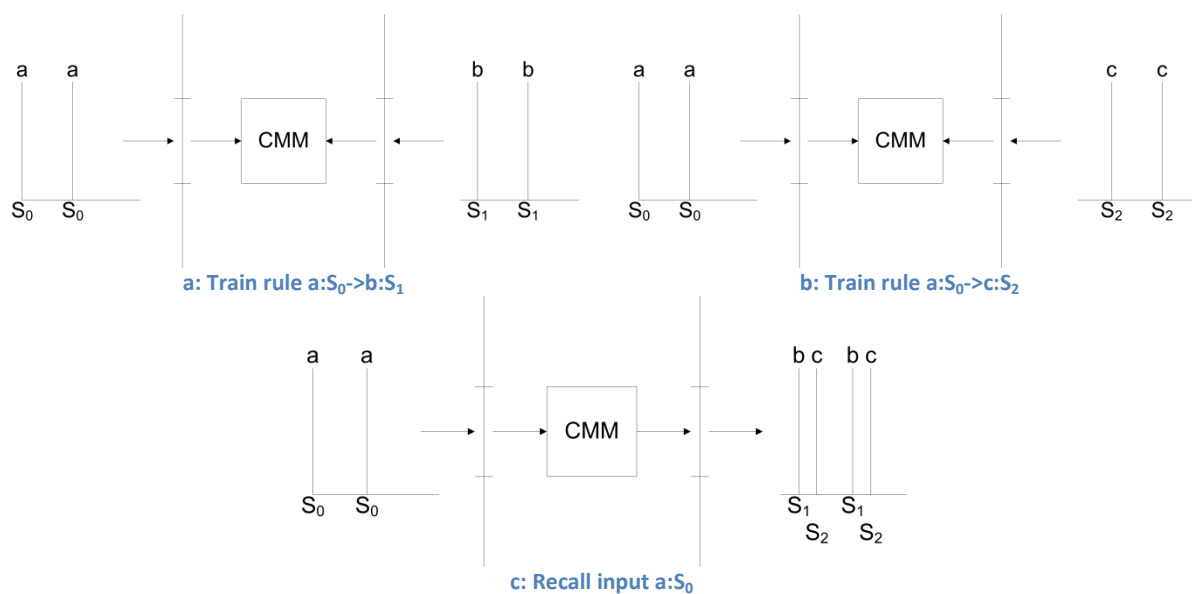 a a b b a a c c
CMM CMM
S₀ S₀ S₁ S₁ S₀ S₀ S₂ S₂
a: Train rule a:S₀->b:S₁ b: Train rule a:S₀->c:S₂
a a b c b c
CMM
S₀ S₀ S₁ S₁
S₂ S₂
c: Recall input a:S₀